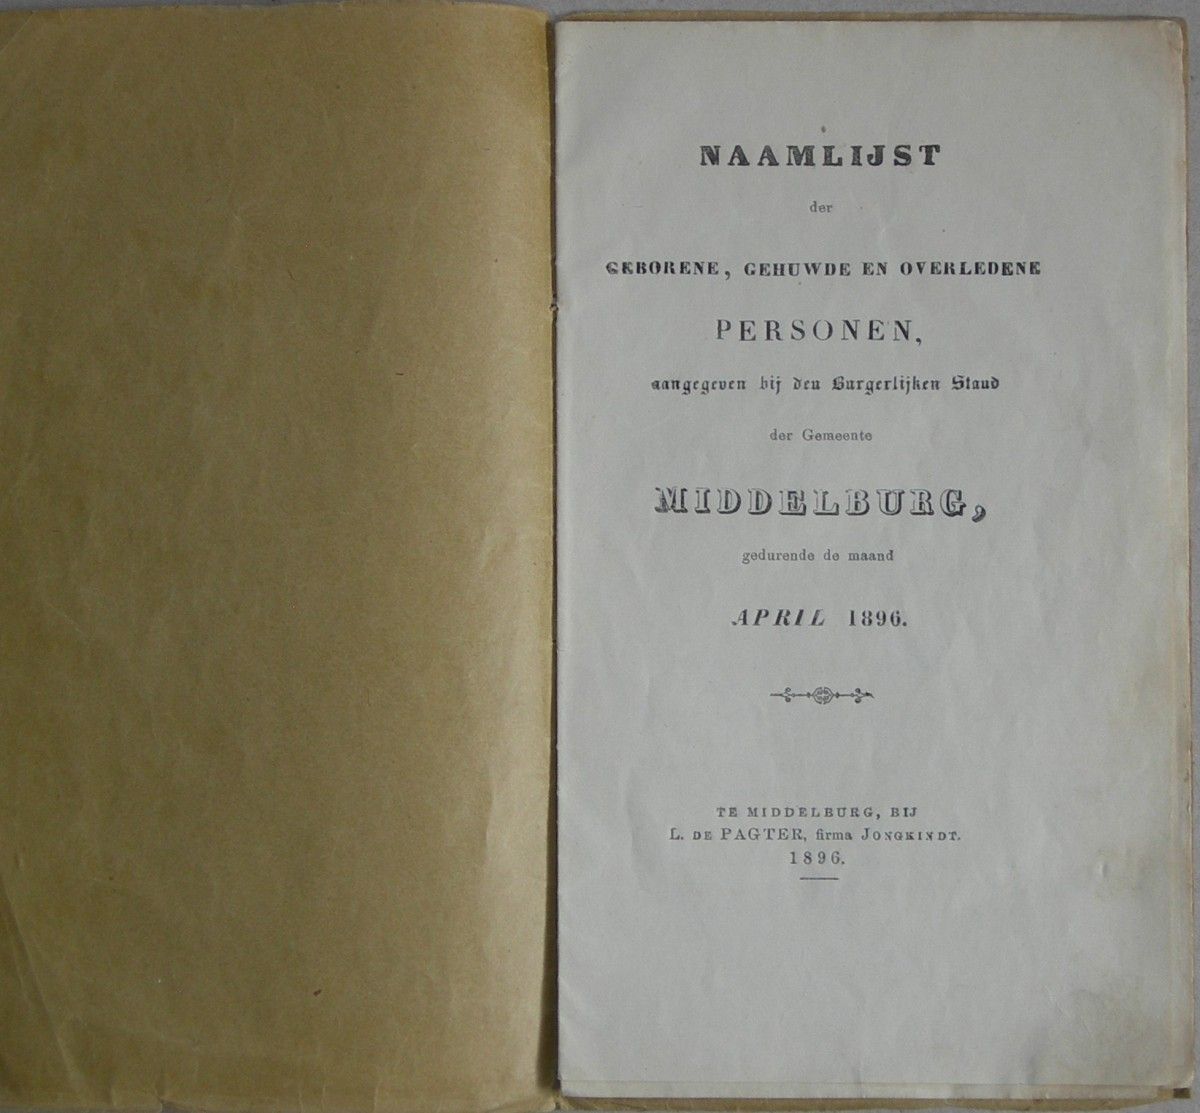 NAAMLIJST
der
GEBORENE, GEHUWDE EN OVERLEDENE
PERSONEN,
aangegeven bij den Burgerlijken Stand
der Gemeente
MIDDELBURG,
gedurende de maand
APRIL 1896.
TE MIDDELBURG, BIJ
L. DE PAGTER, firma JONGKINDT.
1896.